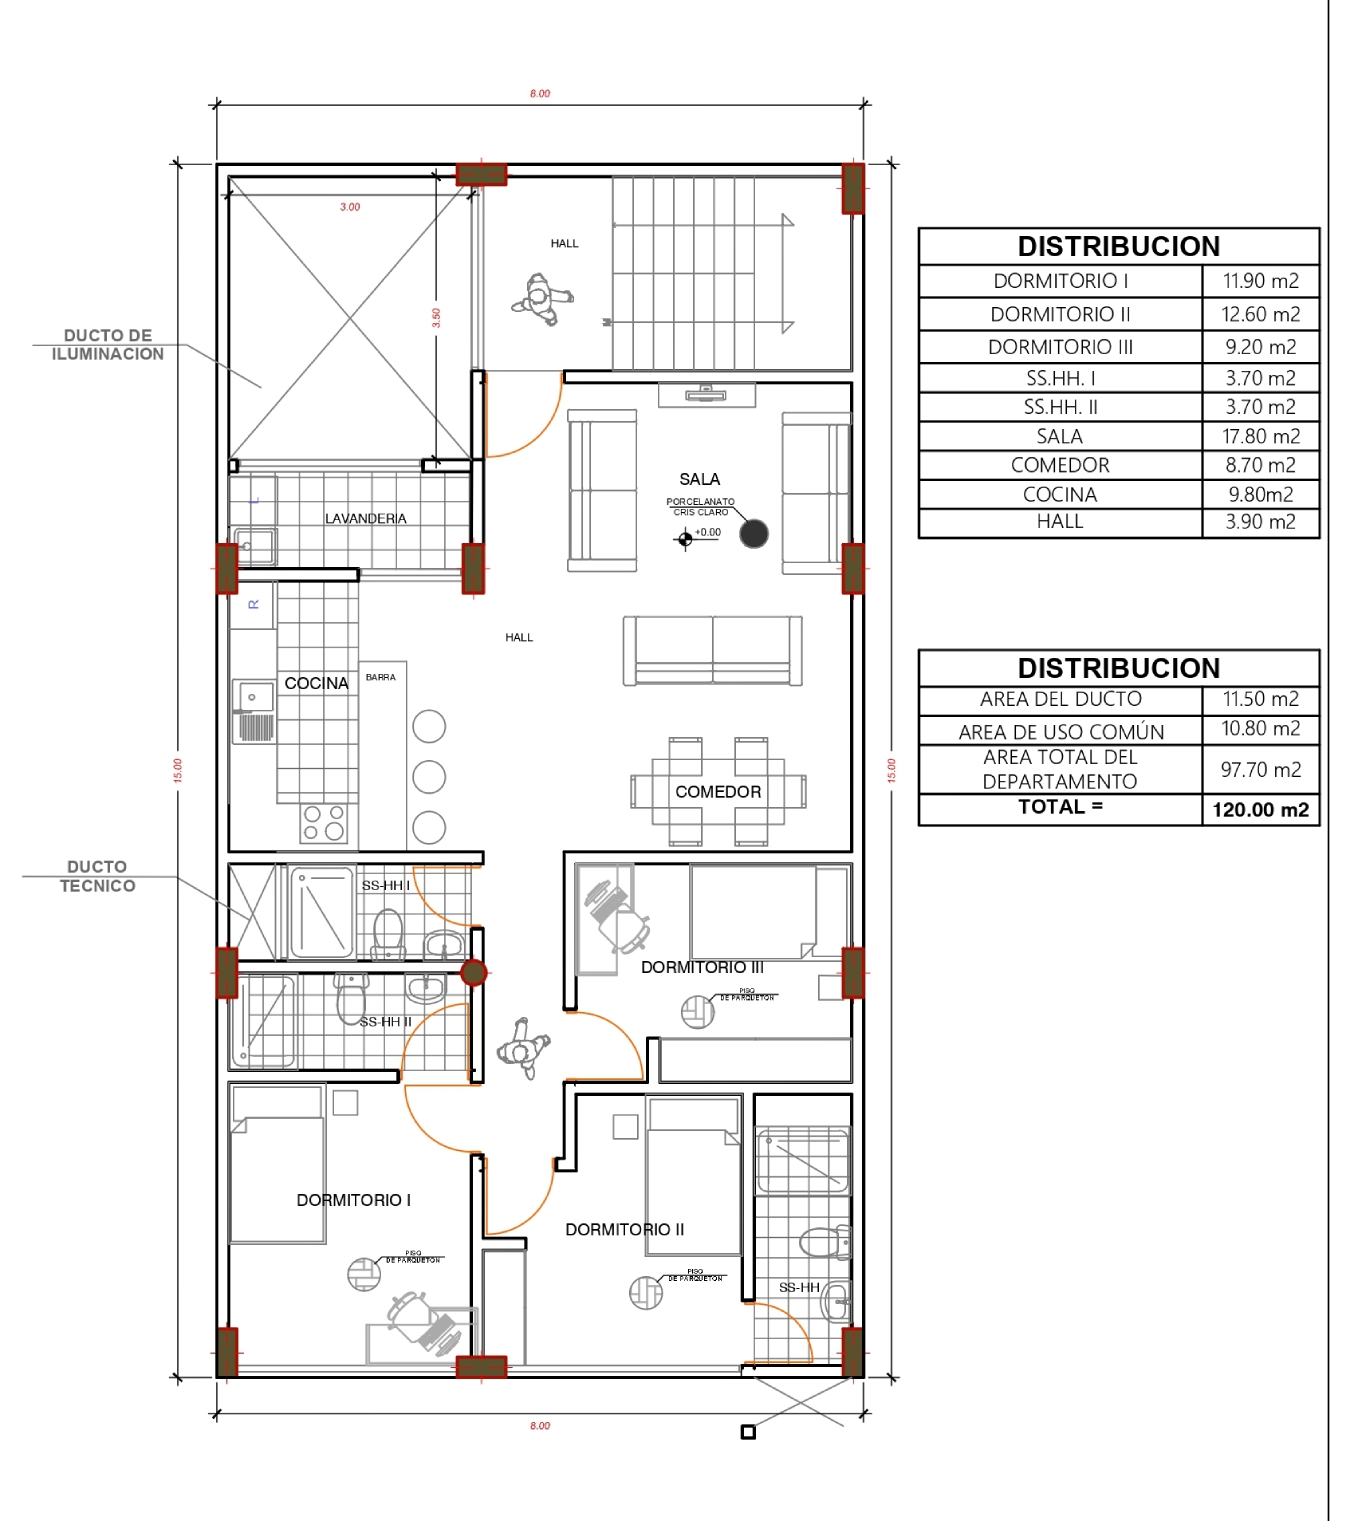 8.00
3.00
HALL
3.50
DUCTO DE
ILUMINACION
SALA
PORCELANATO
CRIS CLARO
+0.00
L
LAVANDERIA
R
HALL
COCINA
BARRA
15.00
15.00
COMEDOR
DUCTO
TECNICO
SS-HH I
DORMITORIO III
PISO
DE PARQUETON
SS-HH II
DORMITORIO I
DORMITORIO II
PISO
DE PARQUETON
PISO
DE PARQUETON
SS-HH
8.00
DISTRIBUCION
DORMITORIO I 11.90 m2
DORMITORIO II 12.60 m2
DORMITORIO III 9.20 m2
SS.HH. I 3.70 m2
SS.HH. II 3.70 m2
SALA 17.80 m2
COMEDOR 8.70 m2
COCINA 9.80m2
HALL 3.90 m2
DISTRIBUCION
AREA DEL DUCTO 11.50 m2
AREA DE USO COMÚN 10.80 m2
AREA TOTAL DEL
DEPARTAMENTO 97.70 m2
TOTAL = 120.00 m2